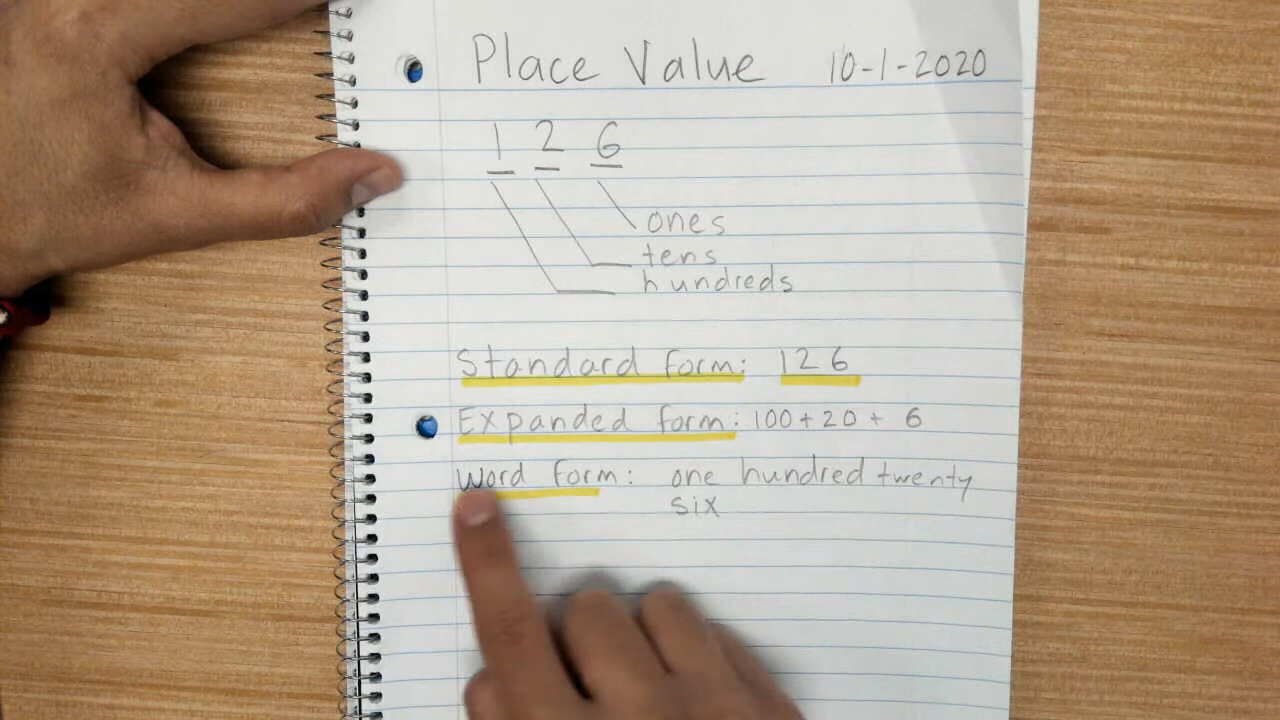 Place Value 10-1-2020
1 2 6
ones
tens
hundreds
Standard form: 126
Expanded form: 100 + 20 + 6
Word form: one hundred twenty
six